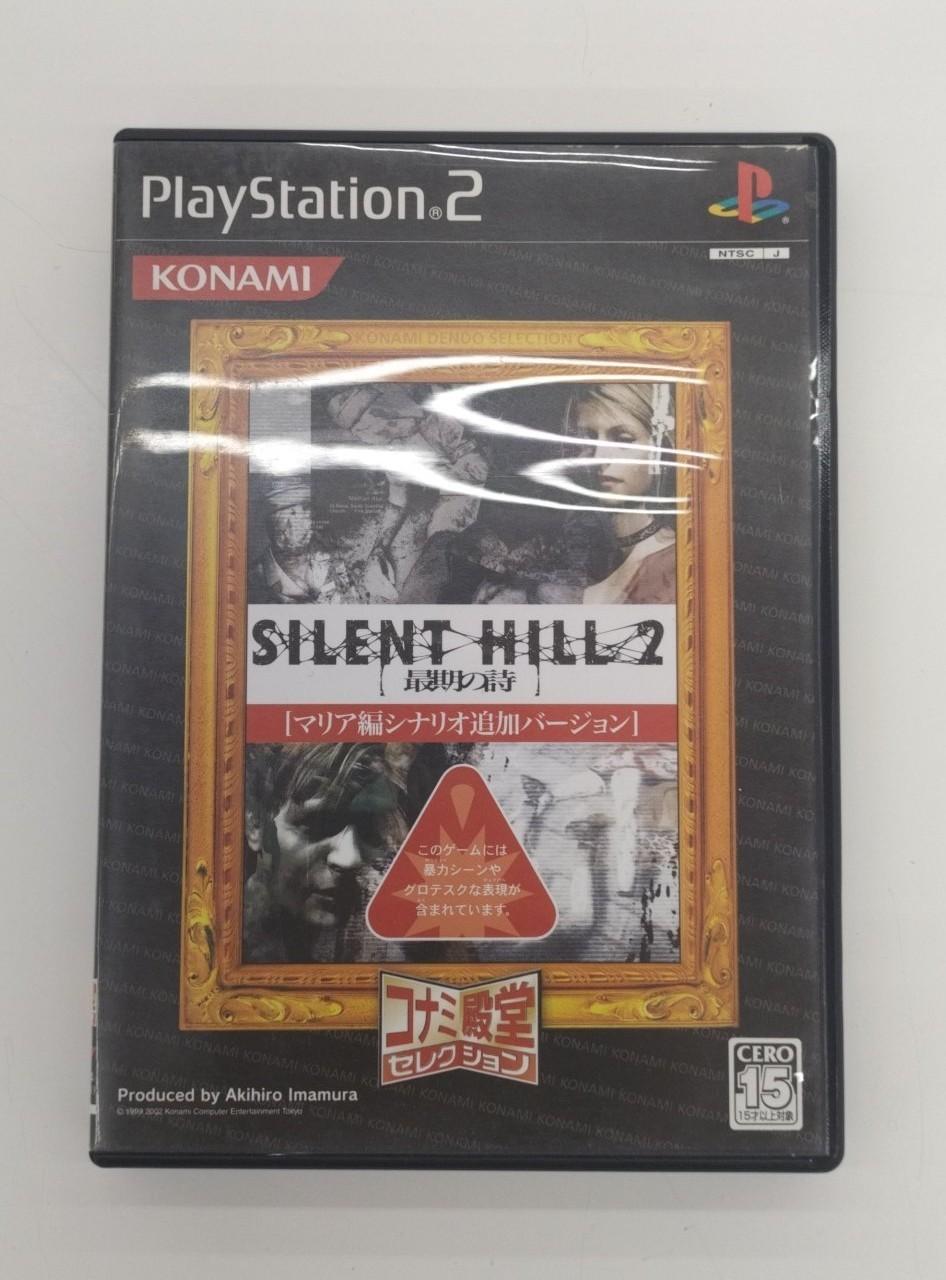 PlayStation®2
NTSC J
KONAMI
KONAMI DENDO SELECTION
SILENT HILL 2
最期の詩
[マリア編シナリオ追加バージョン]
このゲームには
暴力シーンや
グロテスクな表現が
含まれています。
コナミ殿堂
セレクション
CERO
15
15才以上対象
Produced by Akihiro Imamura
© 1999 2002 Konami Computer Entertainment Tokyo